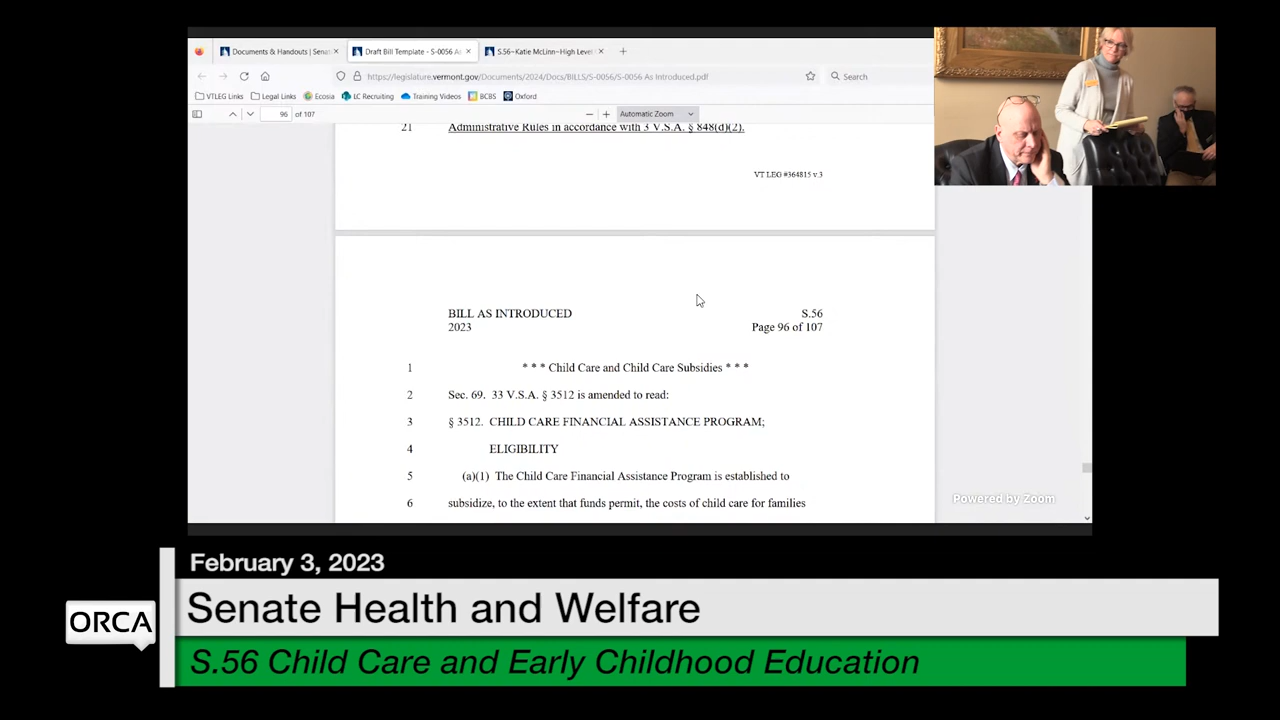 Documents & Handouts | Senat
Draft Bill Template - S-0056 As
S.56~Katie McLinn~High Level
https://legislature.vermont.gov/Documents/2024/Docs/BILLS/S-0056/S-0056 As Introduced.pdf
Search
VTLEG Links
Legal Links
Ecosia
LC Recruiting
Training Videos
BCBS
Oxford
96 of 107
Automatic Zoom
21 Administrative Rules in accordance with 3 V.S.A. § 848(d)(2).
VT LEG #364815 v.3
BILL AS INTRODUCED S.56
2023 Page 96 of 107
1 * * * Child Care and Child Care Subsidies * * *
2 Sec. 69. 33 V.S.A. § 3512 is amended to read:
3 § 3512. CHILD CARE FINANCIAL ASSISTANCE PROGRAM;
4 ELIGIBILITY
5 (a)(1) The Child Care Financial Assistance Program is established to
6 subsidize, to the extent that funds permit, the costs of child care for families
Powered by Zoom
February 3, 2023
ORCA
Senate Health and Welfare
S.56 Child Care and Early Childhood Education